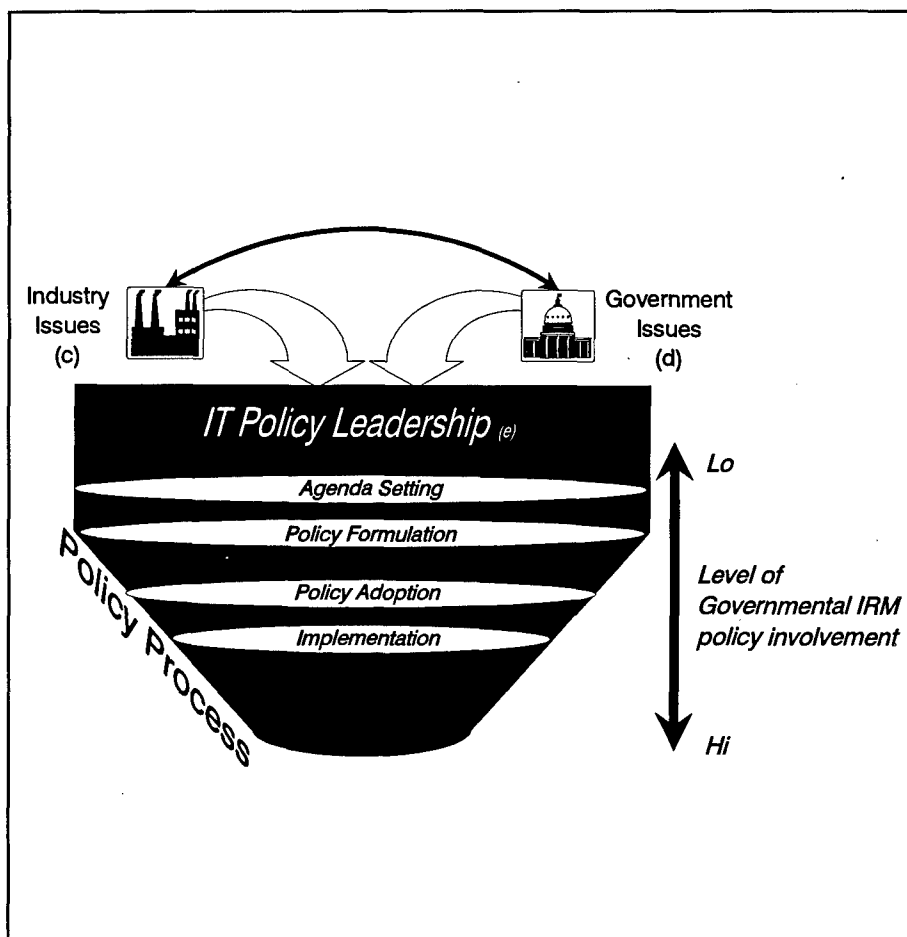 Industry
Issues
(c)
Government
Issues
(d)
IT Policy Leadership (e)
Agenda Setting
Policy Formulation
Policy Adoption
Implementation
Policy Process
Lo
Level of
Governmental IRM
policy involvement
Hi